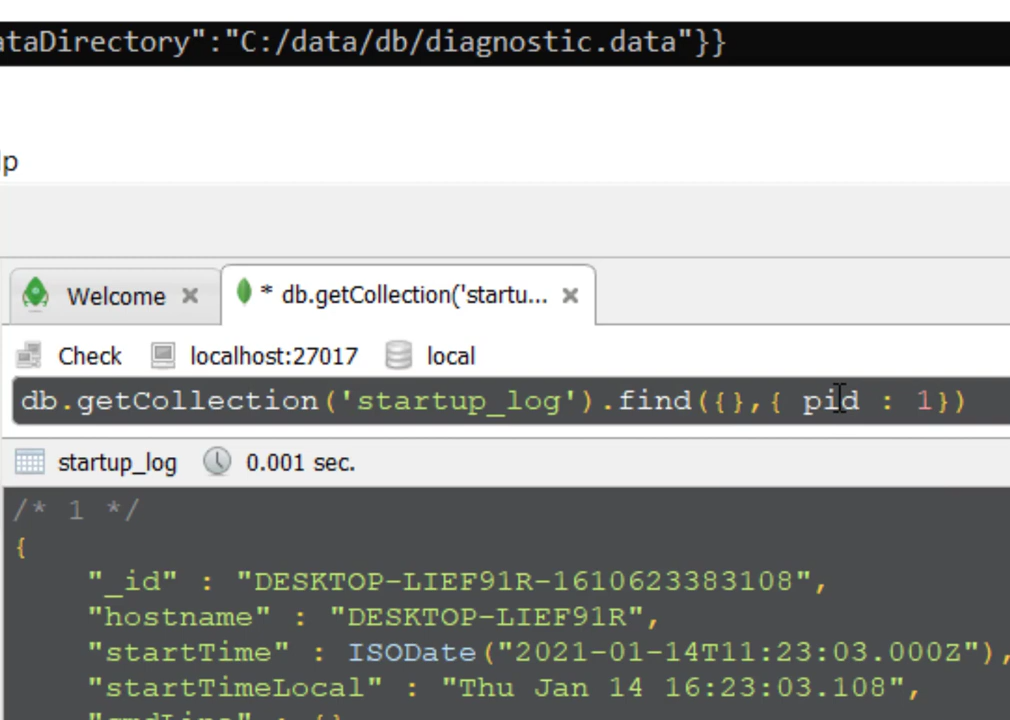 ataDirectory":"C:/data/db/diagnostic.data"}}
lp
Welcome
* db.getCollection('startu...
Check localhost:27017 local
db.getCollection('startup_log').find({},{ pid : 1})
startup_log 0.001 sec.
/* 1 */
{
"_id" : "DESKTOP-LIEF91R-1610623383108",
"hostname" : "DESKTOP-LIEF91R",
"startTime" : ISODate("2021-01-14T11:23:03.000Z"),
"startTimeLocal" : "Thu Jan 14 16:23:03.108",